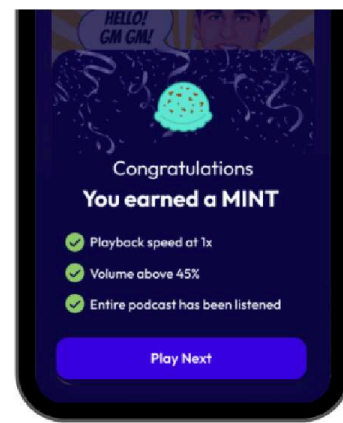 HELLO!
GM GM!
Congratulations
You earned a MINT
Playback speed at 1x
Volume above 45%
Entire podcast has been listened
Play Next